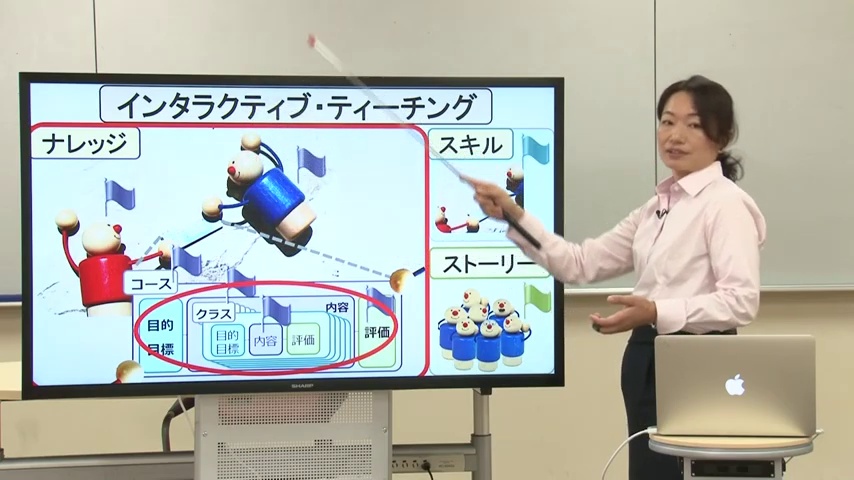 インタラクティブ・ティーチング
ナレッジ
スキル
ストーリー
コース
目的
目標
クラス
内容
目的
目標
内容
評価
評価
SHARP